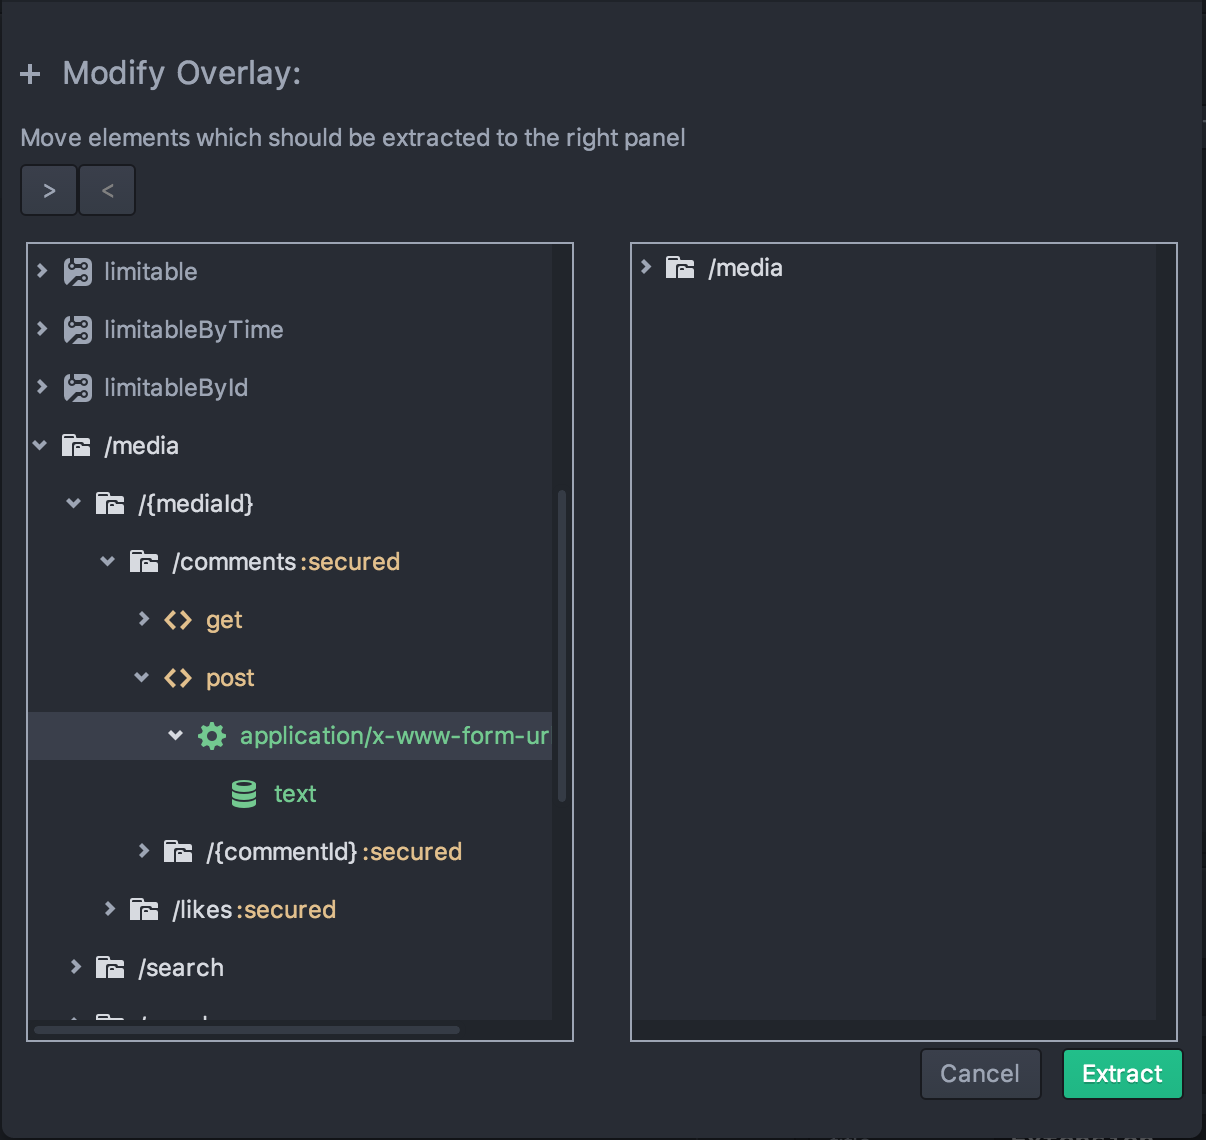 + Modify Overlay:
Move elements which should be extracted to the right panel
> <
limitable
limitableByTime
limitableById
/media
/{mediaId}
/comments:secured
<> get
<> post
application/x-www-form-ur
text
/{commentId}:secured
/likes:secured
/search
/media
Cancel Extract